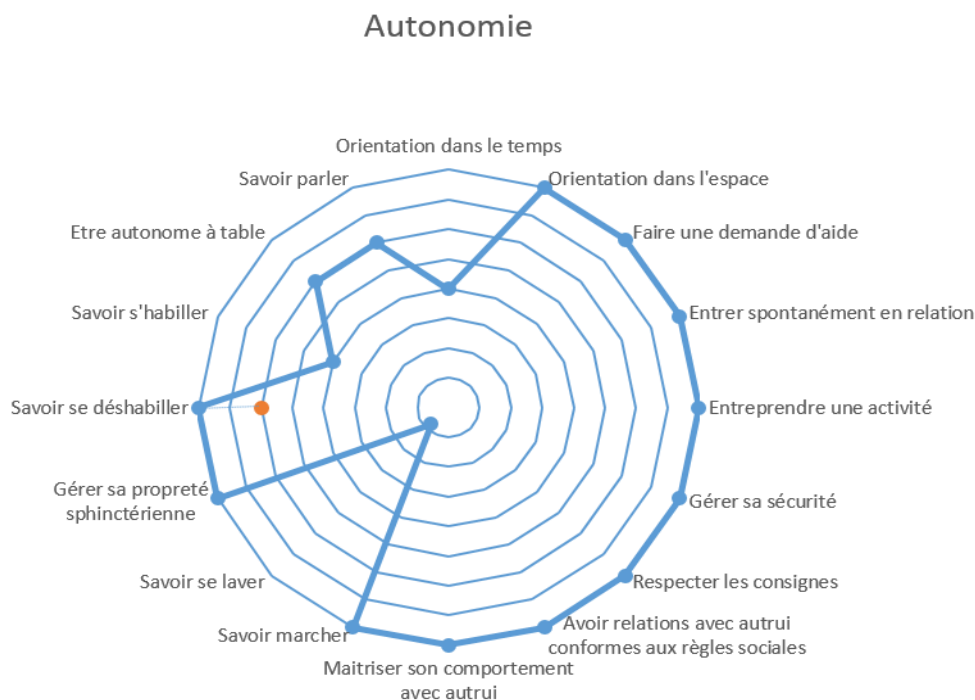 Autonomie
Orientation dans le temps
Savoir parler
Orientation dans l'espace
Etre autonome à table
Faire une demande d'aide
Savoir s'habiller
Entrer spontanément en relation
Savoir se déshabiller
Entreprendre une activité
Gérer sa propreté
sphinctérienne
Gérer sa sécurité
Savoir se laver
Respecter les consignes
Savoir marcher
Avoir relations avec autrui
conformes aux règles sociales
Maitriser son comportement
avec autrui